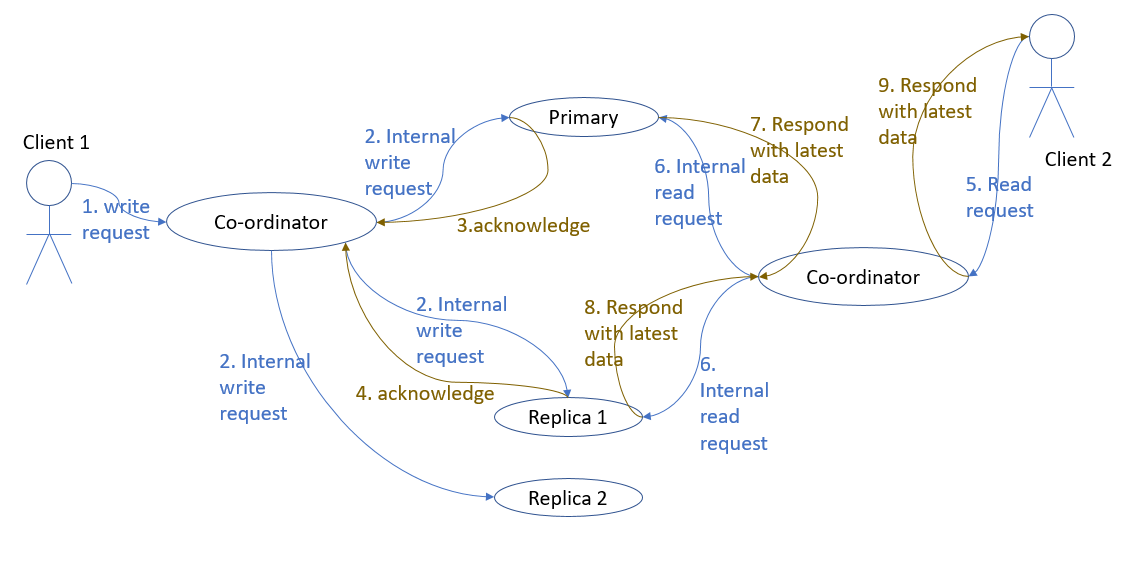 Client 1
1. write
request
Co-ordinator
2. Internal
write
request
Primary
3.acknowledge
2. Internal
write
request
4. acknowledge
Replica 1
2. Internal
write
request
Replica 2
6. Internal
read
request
7. Respond
with latest
data
8. Respond
with latest
data
6.
Internal
read
request
Co-ordinator
9. Respond
with latest
data
5. Read
request
Client 2